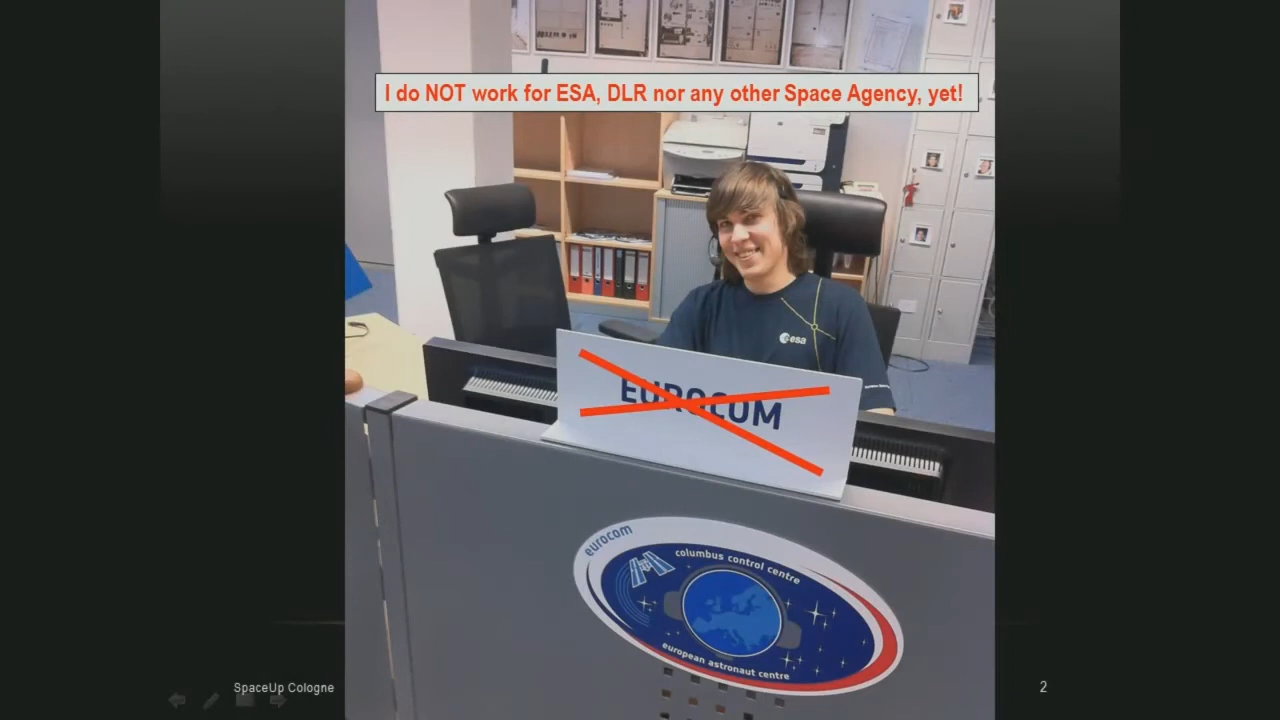 I do NOT work for ESA, DLR nor any other Space Agency, yet!
esa
EUROCOM
eurocom
columbus control centre
european astronaut centre
SpaceUp Cologne
2